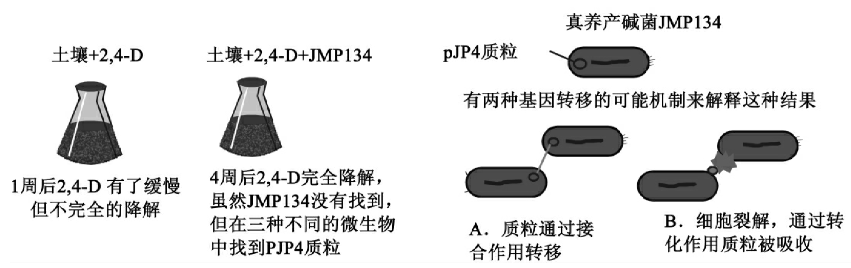 土壤+2,4-D
1周后2,4-D 有了缓慢
但不完全的降解
土壤+2,4-D+JMP134
4周后2,4-D完全降解，
虽然JMP134没有找到，
但在三种不同的微生物
中找到PJP4质粒
真养产碱菌JMP134
pJP4质粒
有两种基因转移的可能机制来解释这种结果
A．质粒通过接
合作用转移
B．细胞裂解，通过转
化作用质粒被吸收